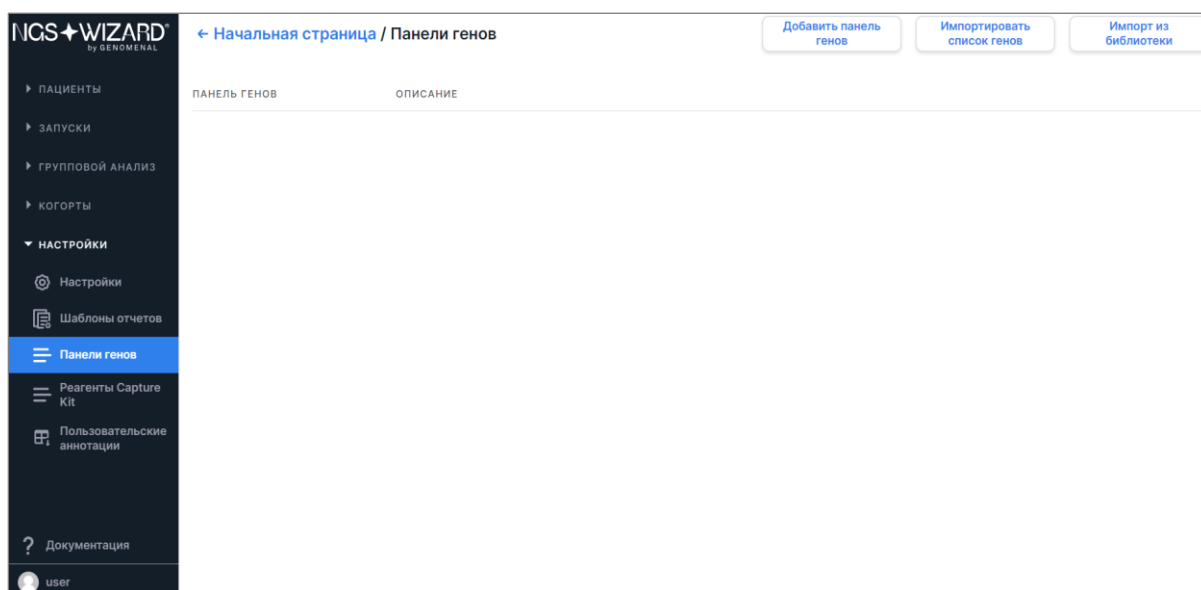 NGS WIZARD®
by GENOMENAL
← Начальная страница / Панели генов
Добавить панель
генов
Импортировать
список генов
Импорт из
библиотеки
ПАЦИЕНТЫ
ЗАПУСКИ
ГРУППОВОЙ АНАЛИЗ
КОГОРТЫ
НАСТРОЙКИ
Настройки
Шаблоны отчетов
Панели генов
Реагенты Capture
Kit
Пользовательские
аннотации
? Документация
user
ПАНЕЛЬ ГЕНОВ ОПИСАНИЕ